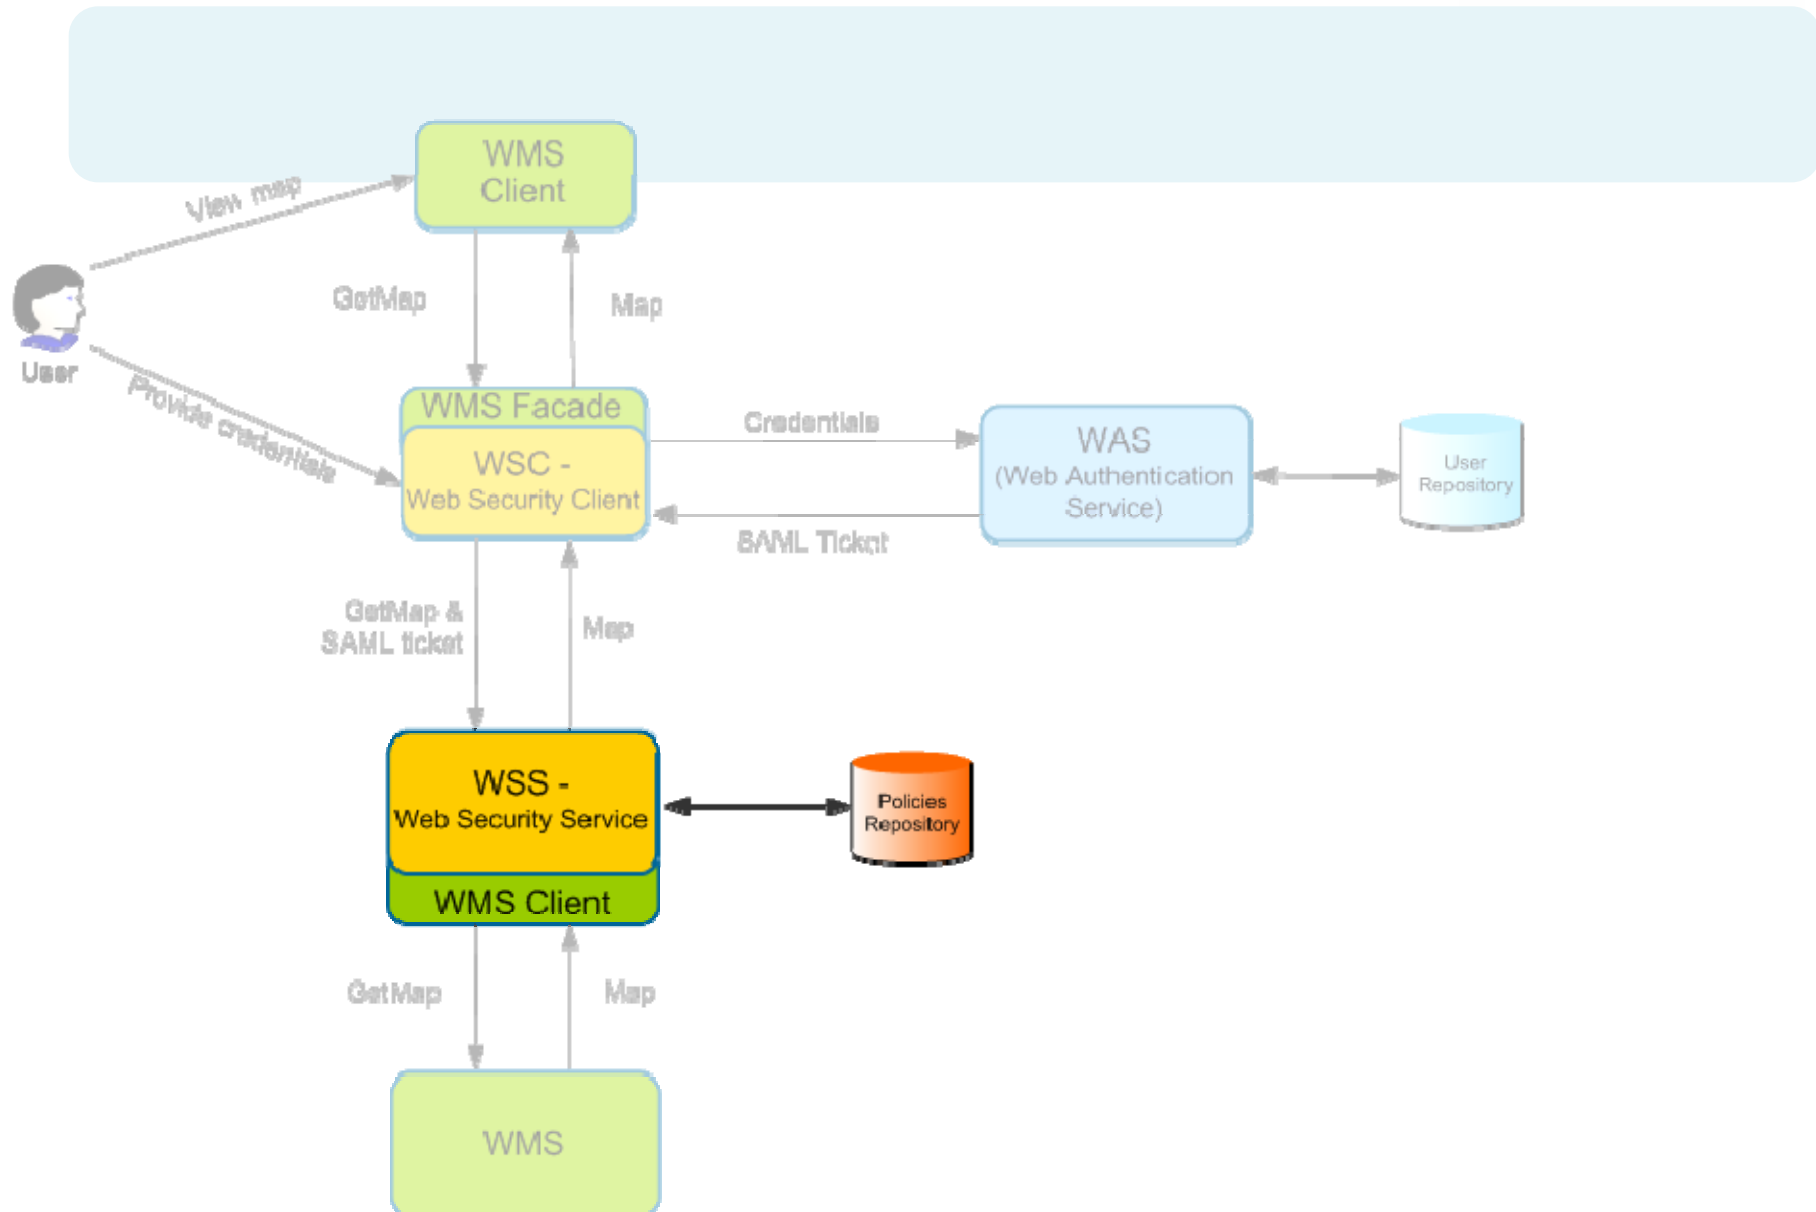 WMS
Client
View map
GetMap
Map
User
Provide credentials
WMS Facade
WSC -
Web Security Client
Credentials
SAML Ticket
WAS
(Web Authentication
Service)
User
Repository
GetMap &
SAML ticket
Map
WSS -
Web Security Service
WMS Client
Policies
Repository
GetMap
Map
WMS